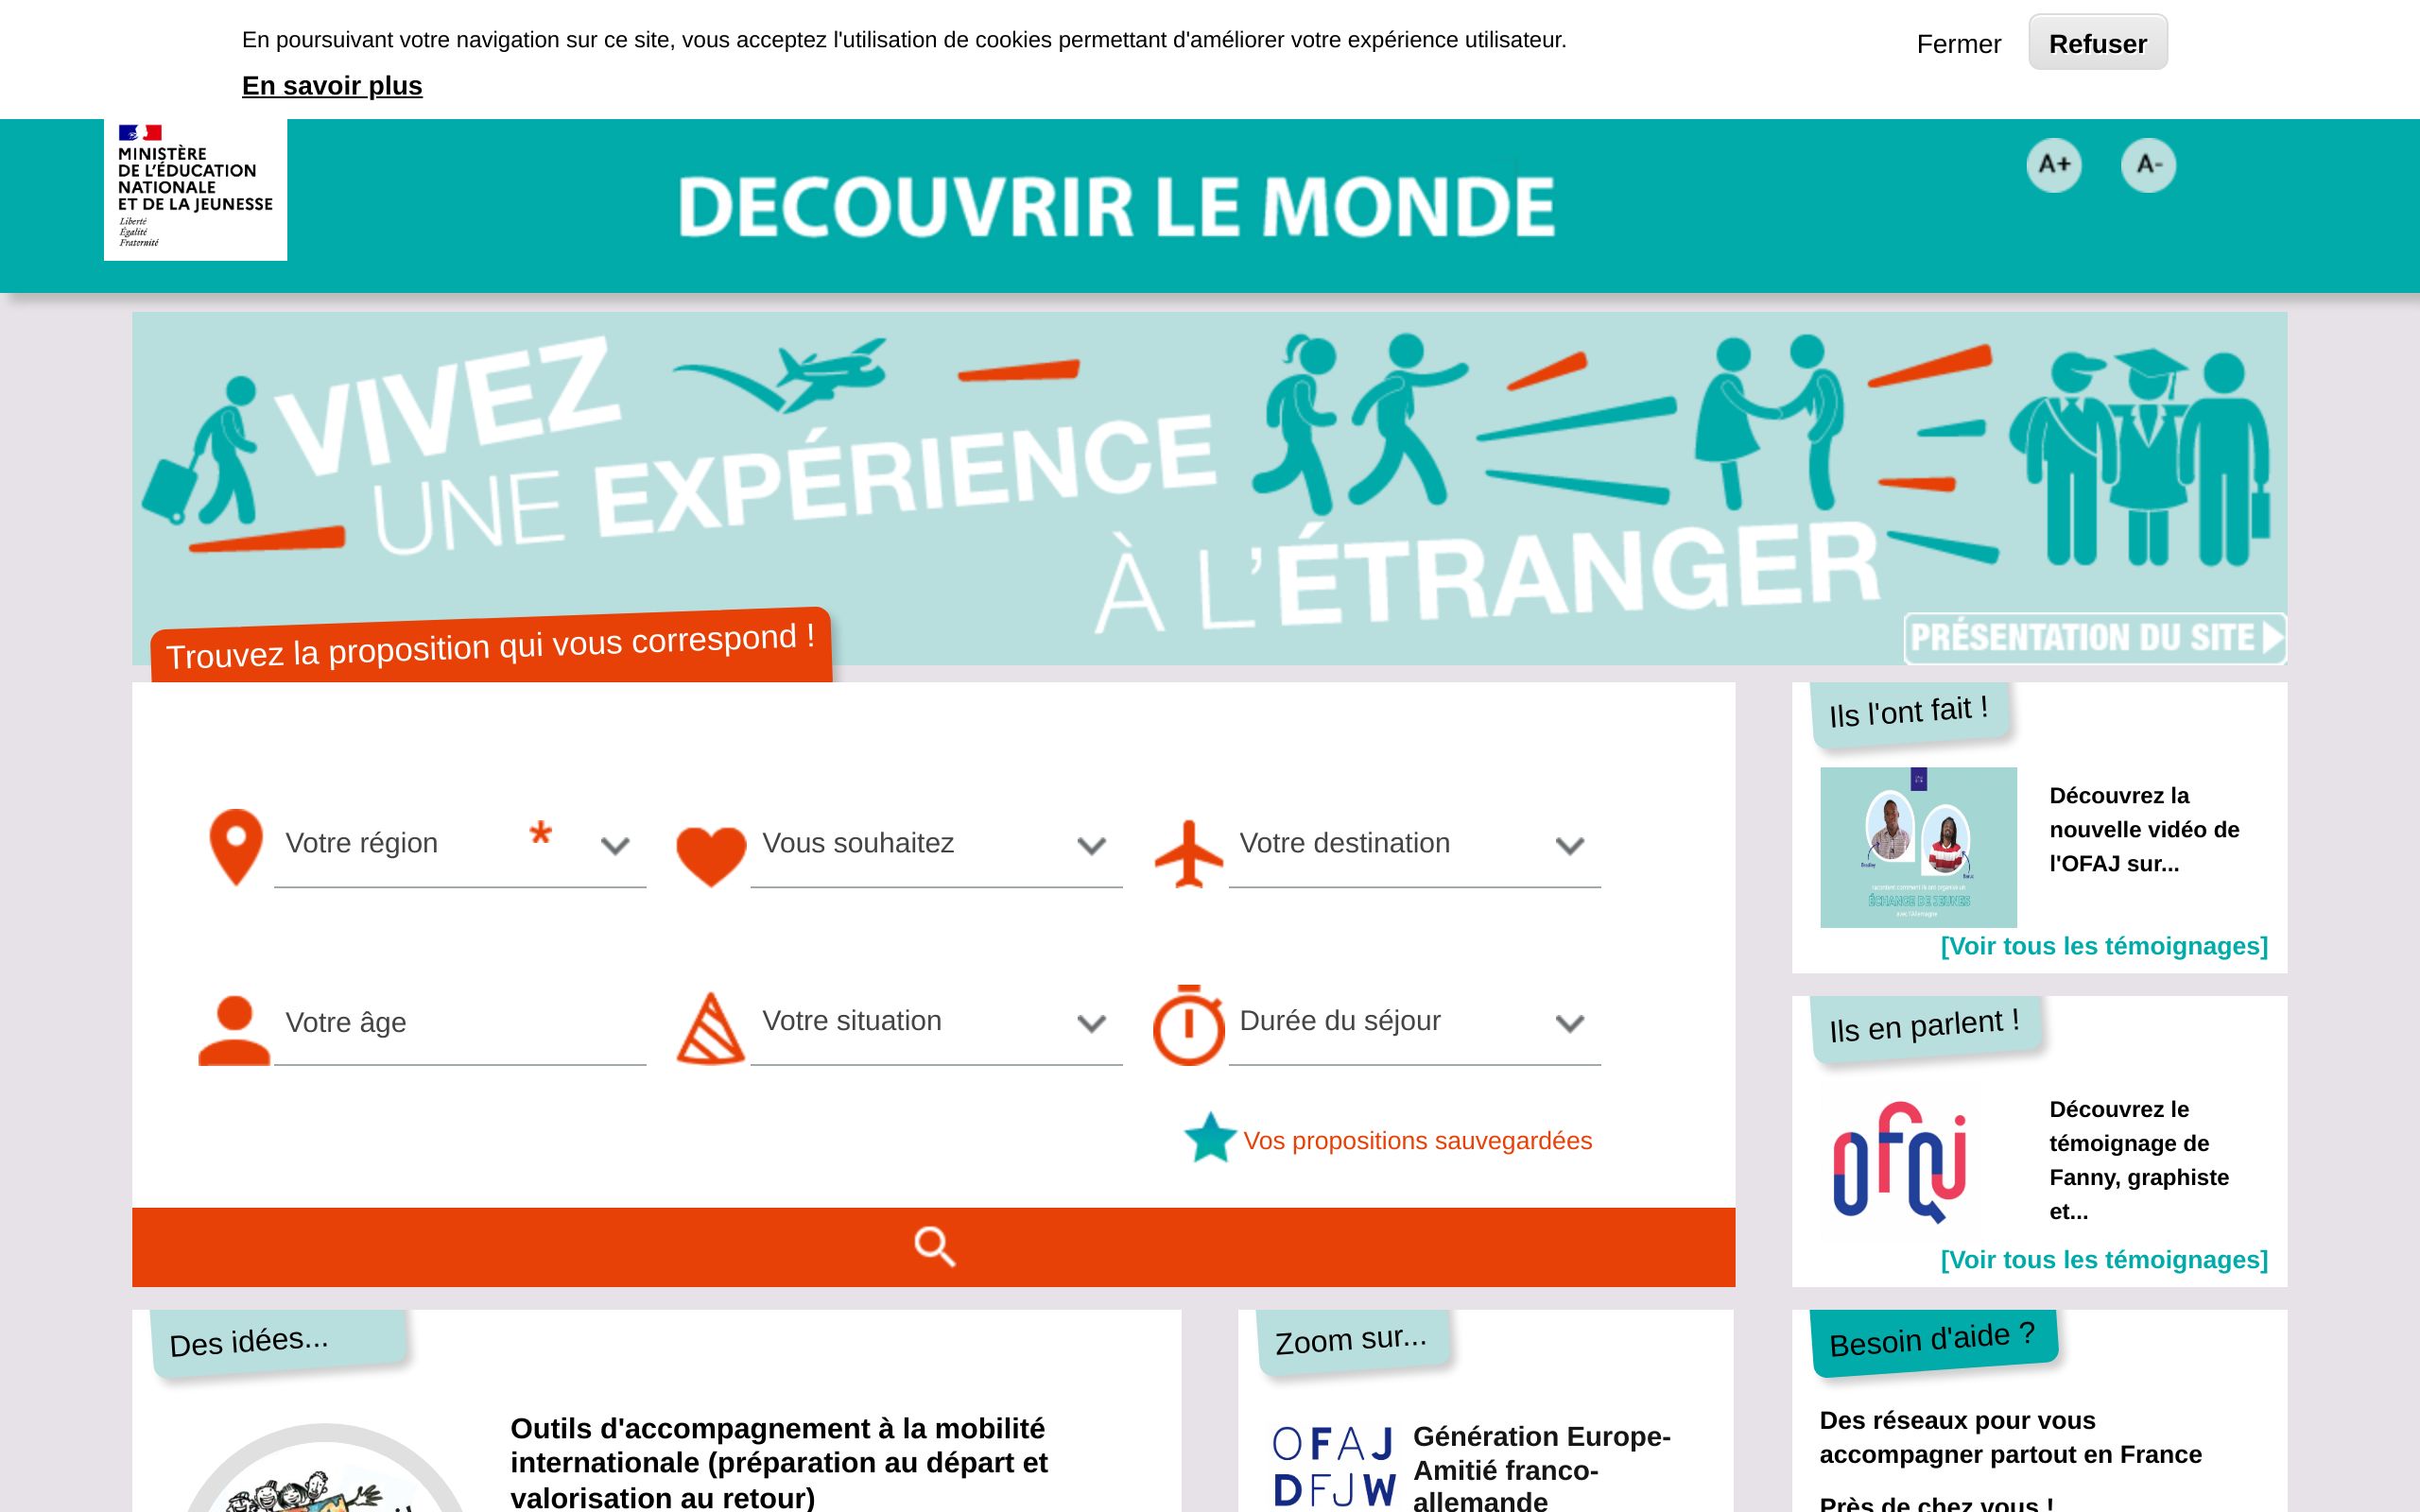 En poursuivant votre navigation sur ce site, vous acceptez l'utilisation de cookies permettant d'améliorer votre expérience utilisateur.
En savoir plus
Fermer
Refuser
MINISTÈRE
DE L'ÉDUCATION
NATIONALE
ET DE LA JEUNESSE
Liberté
Égalité
Fraternité
DECOUVRIR LE MONDE
A+
A-
VIVEZ
UNE EXPÉRIENCE
À L'ÉTRANGER
PRÉSENTATION DU SITE
Trouvez la proposition qui vous correspond !
Votre région *
Vous souhaitez
Votre destination
Votre âge
Votre situation
Durée du séjour
Vos propositions sauvegardées
Ils l'ont fait !
ÉCHANGE DE JEUNES
avec l'Allemagne
Découvrez la
nouvelle vidéo de
l'OFAJ sur...
[Voir tous les témoignages]
Ils en parlent !
ofqj
Découvrez le
témoignage de
Fanny, graphiste
et...
[Voir tous les témoignages]
Des idées...
Outils d'accompagnement à la mobilité
internationale (préparation au départ et
valorisation au retour)
Zoom sur...
OFAJ
DFJW
Génération Europe-
Amitié franco-
allemande
Besoin d'aide ?
Des réseaux pour vous
accompagner partout en France
Près de chez vous !